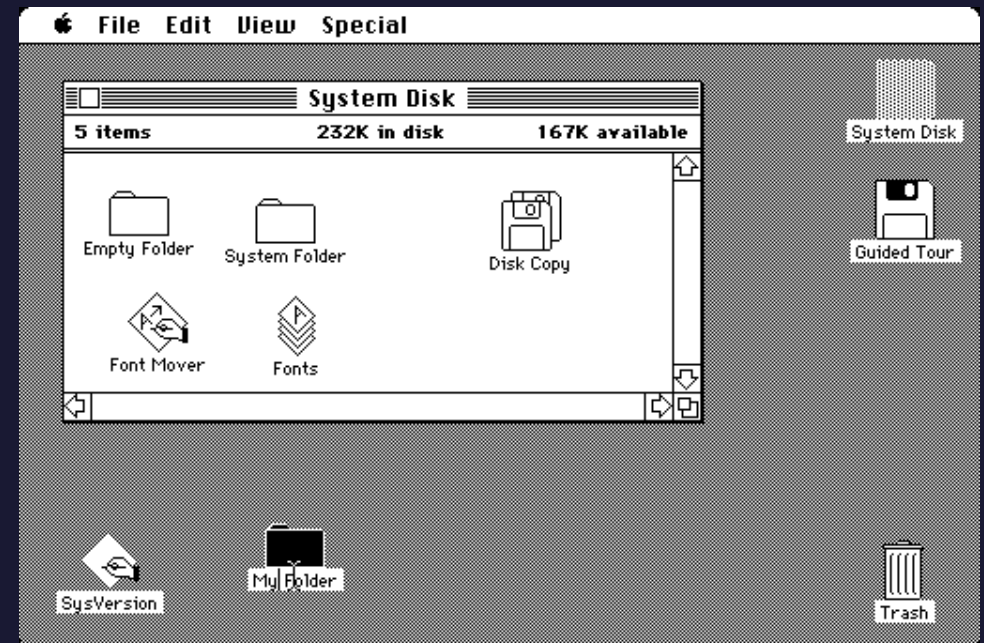 File Edit View Special
System Disk
5 items 232K in disk 167K available
System Disk
Empty Folder System Folder Disk Copy
Guided Tour
Font Mover Fonts
My Folder
SysVersion
Trash